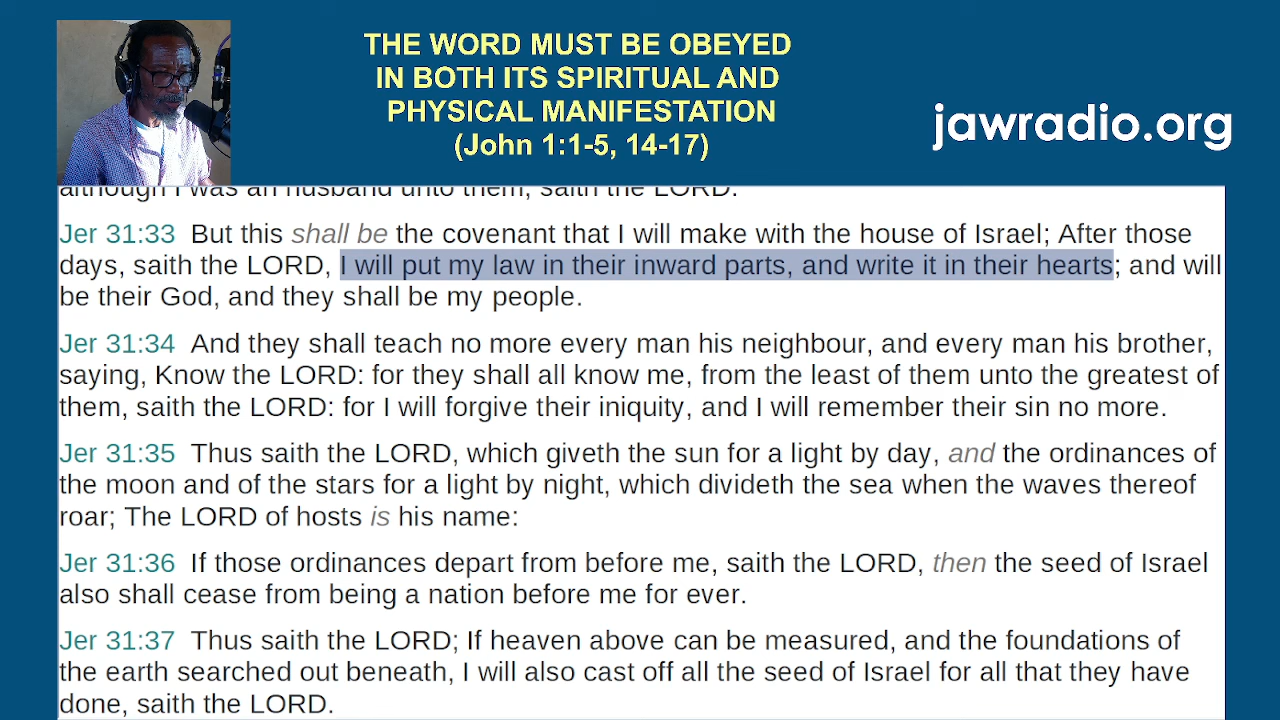 THE WORD MUST BE OBEYED
IN BOTH ITS SPIRITUAL AND
PHYSICAL MANIFESTATION
(John 1:1-5, 14-17)
jawradio.org
although I was an husband unto them, saith the LORD.
Jer 31:33 But this shall be the covenant that I will make with the house of Israel; After those
days, saith the LORD, I will put my law in their inward parts, and write it in their hearts; and will
be their God, and they shall be my people.
Jer 31:34 And they shall teach no more every man his neighbour, and every man his brother,
saying, Know the LORD: for they shall all know me, from the least of them unto the greatest of
them, saith the LORD: for I will forgive their iniquity, and I will remember their sin no more.
Jer 31:35 Thus saith the LORD, which giveth the sun for a light by day, and the ordinances of
the moon and of the stars for a light by night, which divideth the sea when the waves thereof
roar; The LORD of hosts is his name:
Jer 31:36 If those ordinances depart from before me, saith the LORD, then the seed of Israel
also shall cease from being a nation before me for ever.
Jer 31:37 Thus saith the LORD; If heaven above can be measured, and the foundations of
the earth searched out beneath, I will also cast off all the seed of Israel for all that they have
done, saith the LORD.